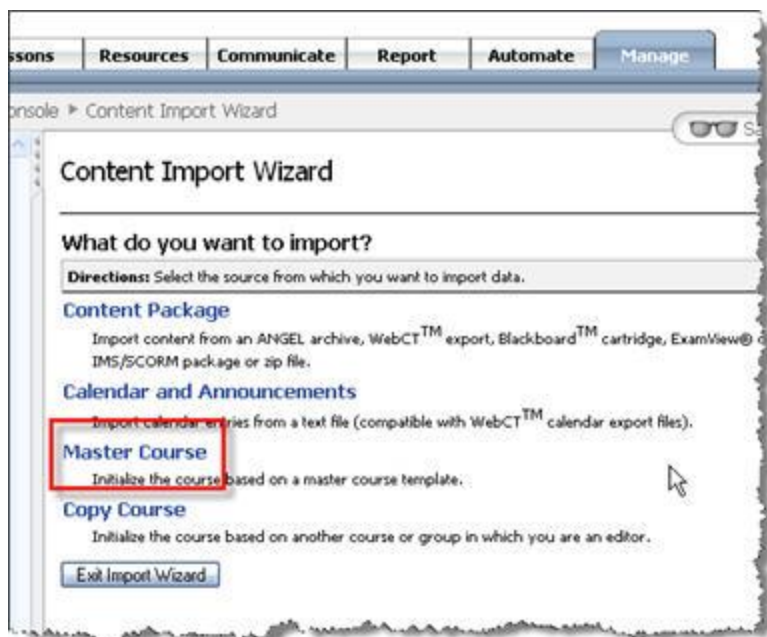 ssons Resources Communicate Report Automate Manage
onsole ▸ Content Import Wizard
Content Import Wizard
What do you want to import?
Directions: Select the source from which you want to import data.
Content Package
Import content from an ANGEL archive, WebCT™ export, Blackboard™ cartridge, ExamView®
IMS/SCORM package or zip file.
Calendar and Announcements
Import calendar entries from a text file (compatible with WebCT™ calendar export files).
Master Course
Initialize the course based on a master course template.
Copy Course
Initialize the course based on another course or group in which you are an editor.
Exit Import Wizard